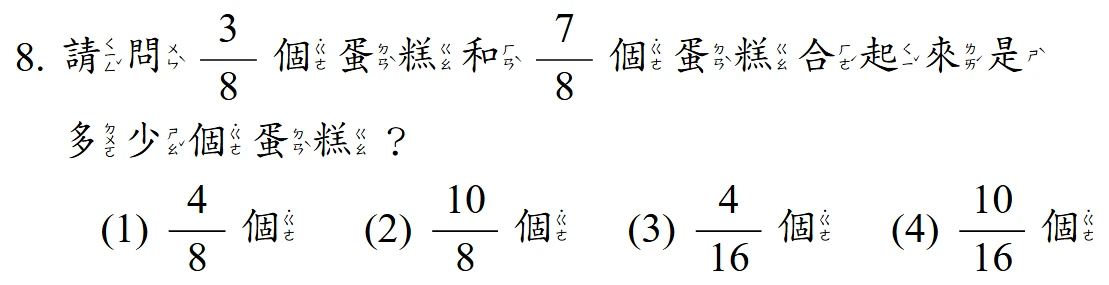 8. 請問 3/8 個蛋糕和 7/8 個蛋糕合起來是
多少個蛋糕？
(1) 4/8 個 (2) 10/8 個 (3) 4/16 個 (4) 10/16 個